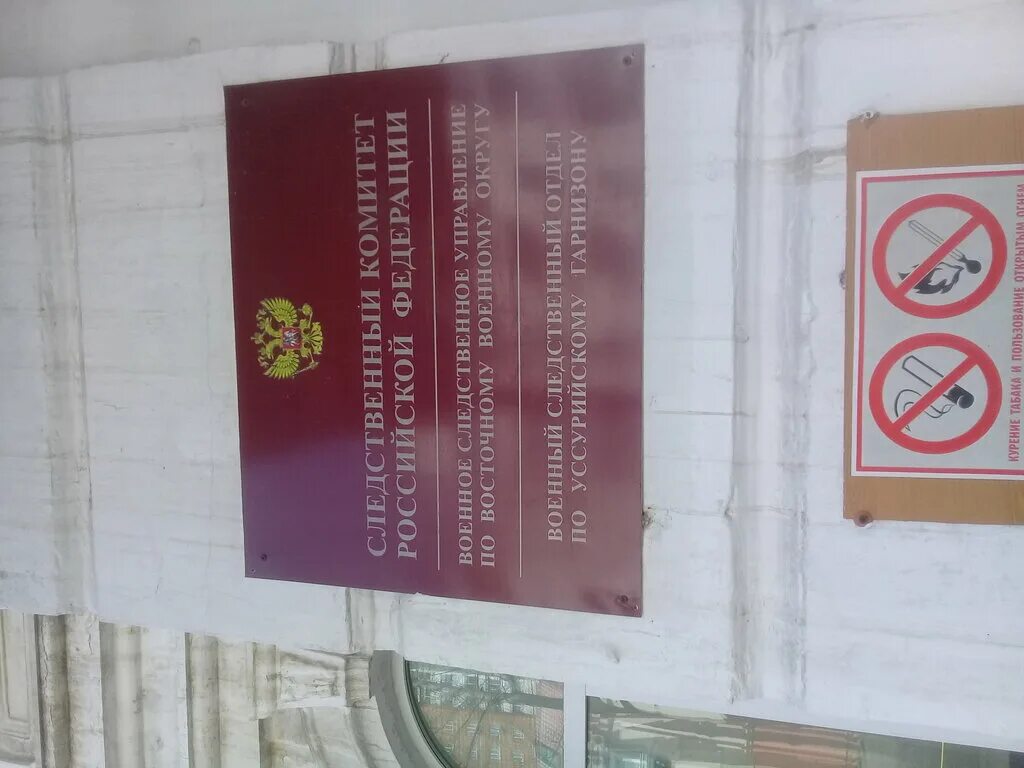 СЛЕДСТВЕННЫЙ КОМИТЕТ
РОССИЙСКОЙ ФЕДЕРАЦИИ
ВОЕННОЕ СЛЕДСТВЕННОЕ УПРАВЛЕНИЕ
ПО ВОСТОЧНОМУ ВОЕННОМУ ОКРУГУ
ВОЕННЫЙ СЛЕДСТВЕННЫЙ ОТДЕЛ
ПО УССУРИЙСКОМУ ГАРНИЗОНУ
КУРЕНИЕ ТАБАКА И ПОЛЬЗОВАНИЕ ОТКРЫТЫМ ОГНЕМ